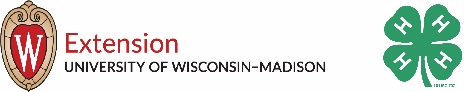 W
Extension
UNIVERSITY OF WISCONSIN–MADISON
H H
H H